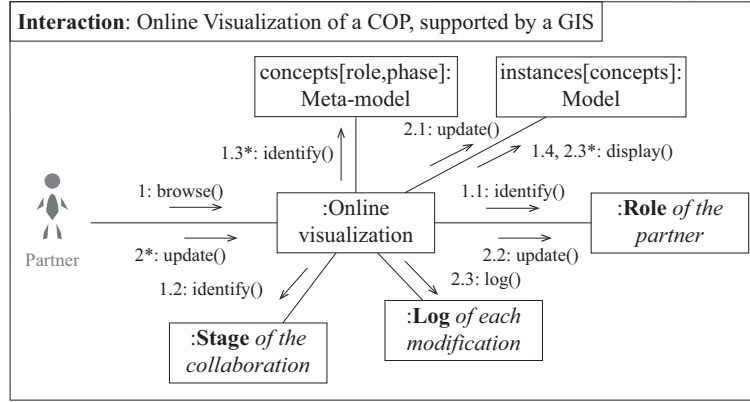 Interaction: Online Visualization of a COP, supported by a GIS
concepts[role,phase]:
Meta-model
instances[concepts]:
Model
2.1: update()
1.3*: identify()
1.4, 2.3*: display()
1: browse()
1.1: identify()
:Online
visualization
:Role of the
partner
Partner
2*: update()
2.2: update()
1.2: identify()
2.3: log()
:Stage of the
collaboration
:Log of each
modification